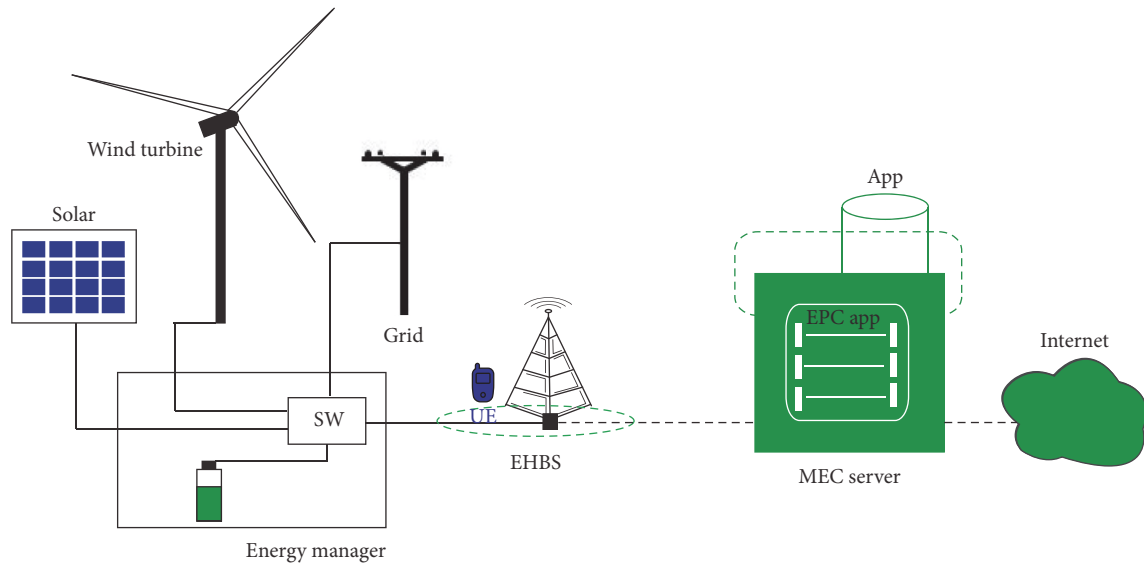 Wind turbine
Solar
Grid
App
EPC app
Internet
SW
UE
EHBS
MEC server
Energy manager